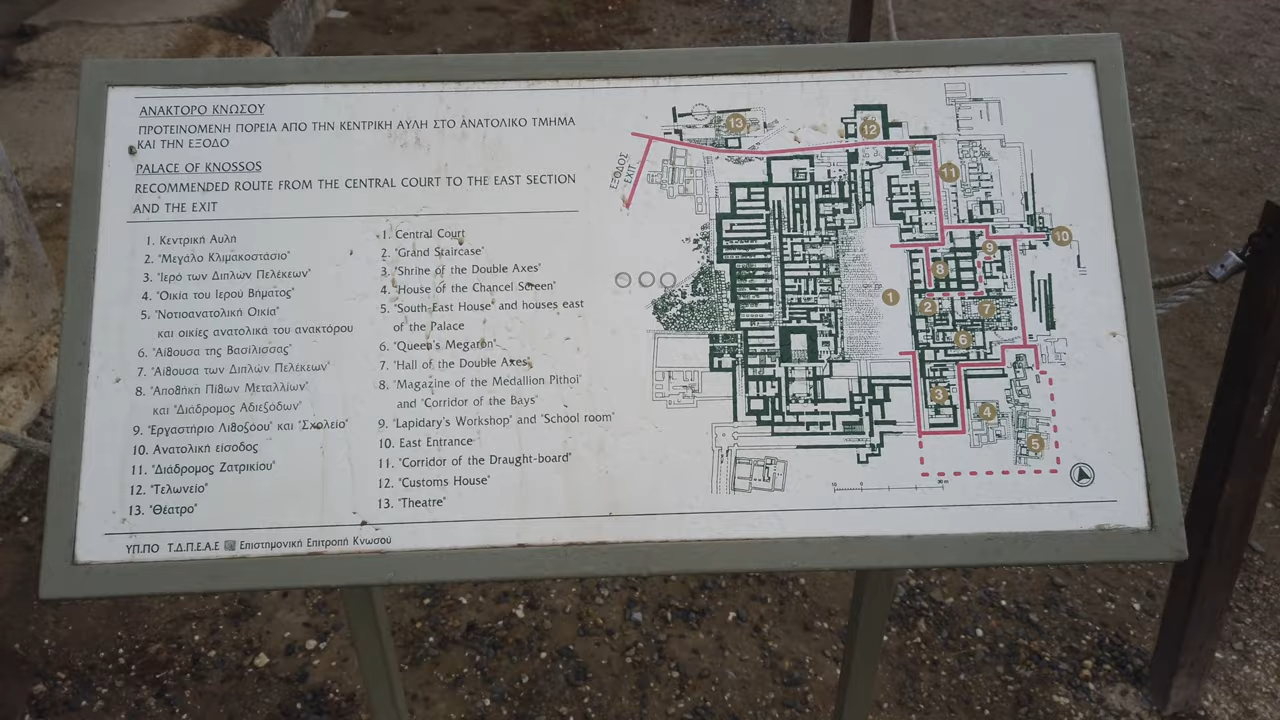 ΑΝΑΚΤΟΡΟ ΚΝΩΣΟΥ
ΠΡΟΤΕΙΝΟΜΕΝΗ ΠΟΡΕΙΑ ΑΠΟ ΤΗΝ ΚΕΝΤΡΙΚΗ ΑΥΛΗ ΣΤΟ ΑΝΑΤΟΛΙΚΟ ΤΜΗΜΑ
ΚΑΙ ΤΗΝ ΕΞΟΔΟ
PALACE OF KNOSSOS
RECOMMENDED ROUTE FROM THE CENTRAL COURT TO THE EAST SECTION
AND THE EXIT
1. Κεντρική Αυλή
2. "Μεγάλο Κλιμακοστάσιο"
3. "Ιερό των Διπλών Πελέκεων"
4. "Οικία του Ιερού Βήματος"
5. "Νοτιοανατολική Οικία"
και οικίες ανατολικά του ανακτόρου
6. "Αίθουσα της Βασίλισσας"
7. "Αίθουσα των Διπλών Πελέκεων"
8. "Αποθήκη Πίθων Μεταλλίων"
και "Διάδρομος Αδιεξόδων"
9. "Εργαστήριο Λιθοξόου" και "Σχολείο"
10. Ανατολική είσοδος
11. "Διάδρομος Ζατρικίου"
12. "Τελωνείο"
13. "Θέατρο"
1. Central Court
2. "Grand Staircase"
3. "Shrine of the Double Axes"
4. "House of the Chancel Screen"
5. "South-East House" and houses east
of the Palace
6. "Queen's Megaron"
7. "Hall of the Double Axes"
8. "Magazine of the Medallion Pithoi"
and "Corridor of the Bays"
9. "Lapidary's Workshop" and "School room"
10. East Entrance
11. "Corridor of the Draught-board"
12. "Customs House"
13. "Theatre"
ΥΠ.ΠΟ Τ.Δ.Π.Ε.Α.Ε Επιστημονική Επιτροπή Κνωσού
ΕΞΟΔΟΣ
EXIT
13
12
11
10
9
8
1
2
7
6
3
4
5
10 0 30 m